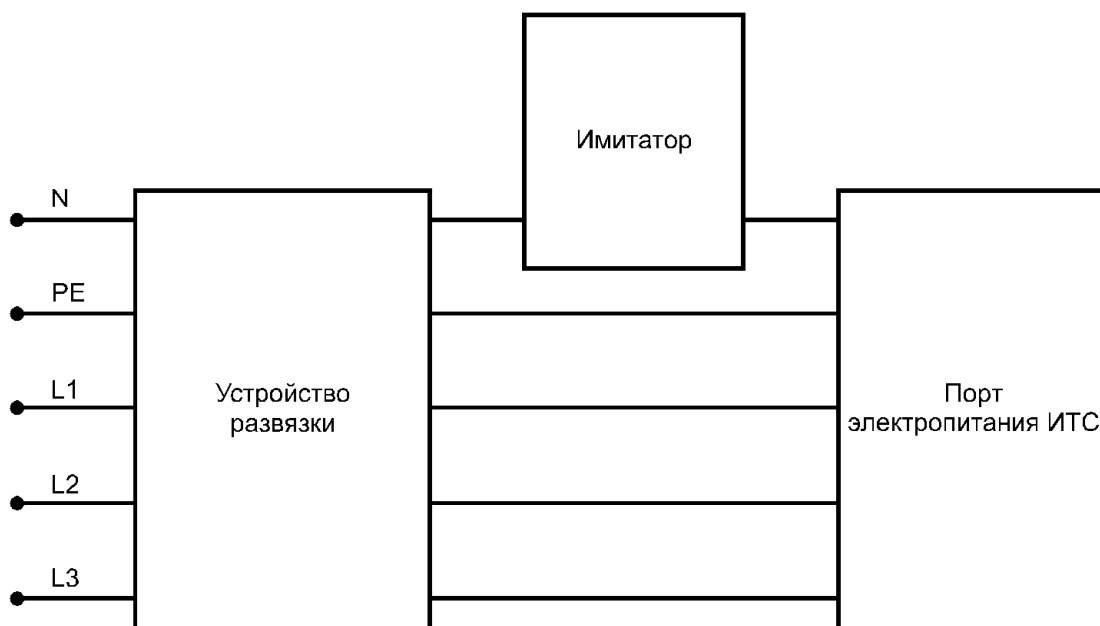 Имитатор
N
PE
L1
Устройство
развязки
Порт
электропитания ИТС
L2
L3